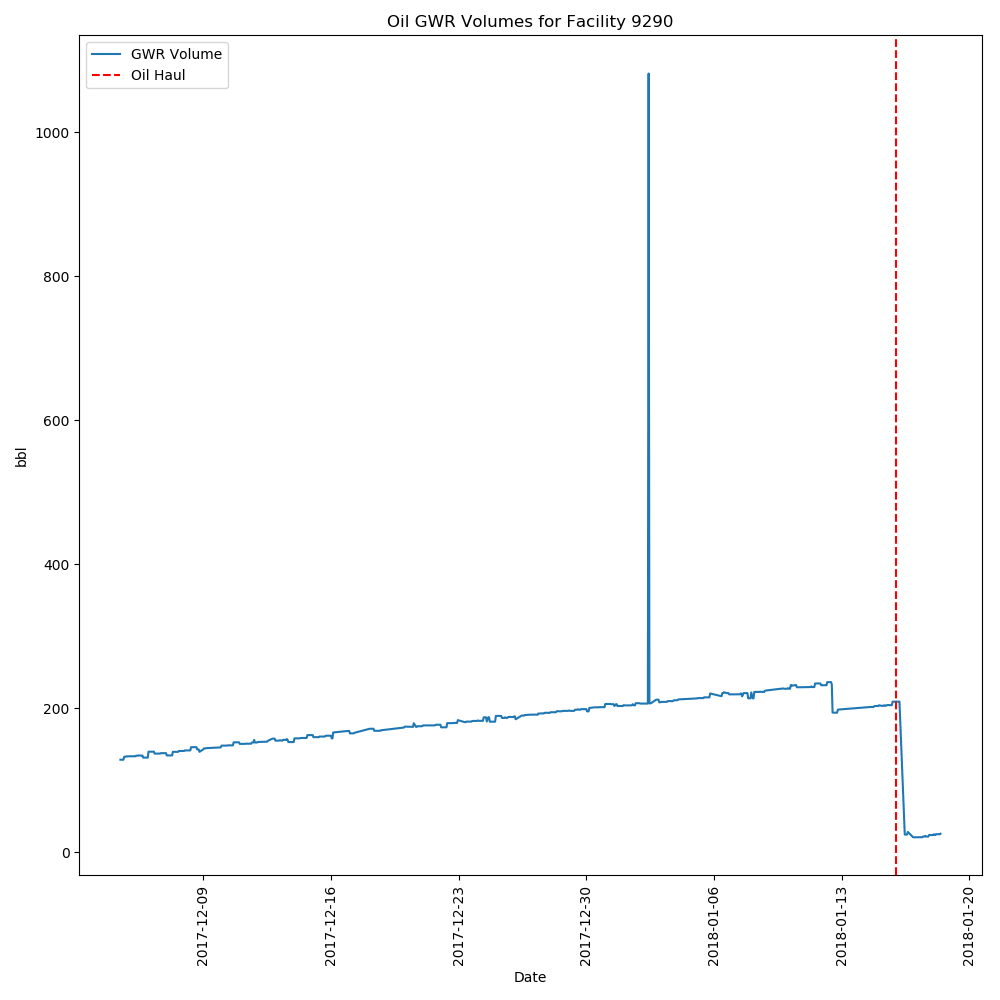 Oil GWR Volumes for Facility 9290
GWR Volume
Oil Haul
1000
800
600
400
200
0
bbl
2017-12-09
2017-12-16
2017-12-23
2017-12-30
2018-01-06
2018-01-13
2018-01-20
Date